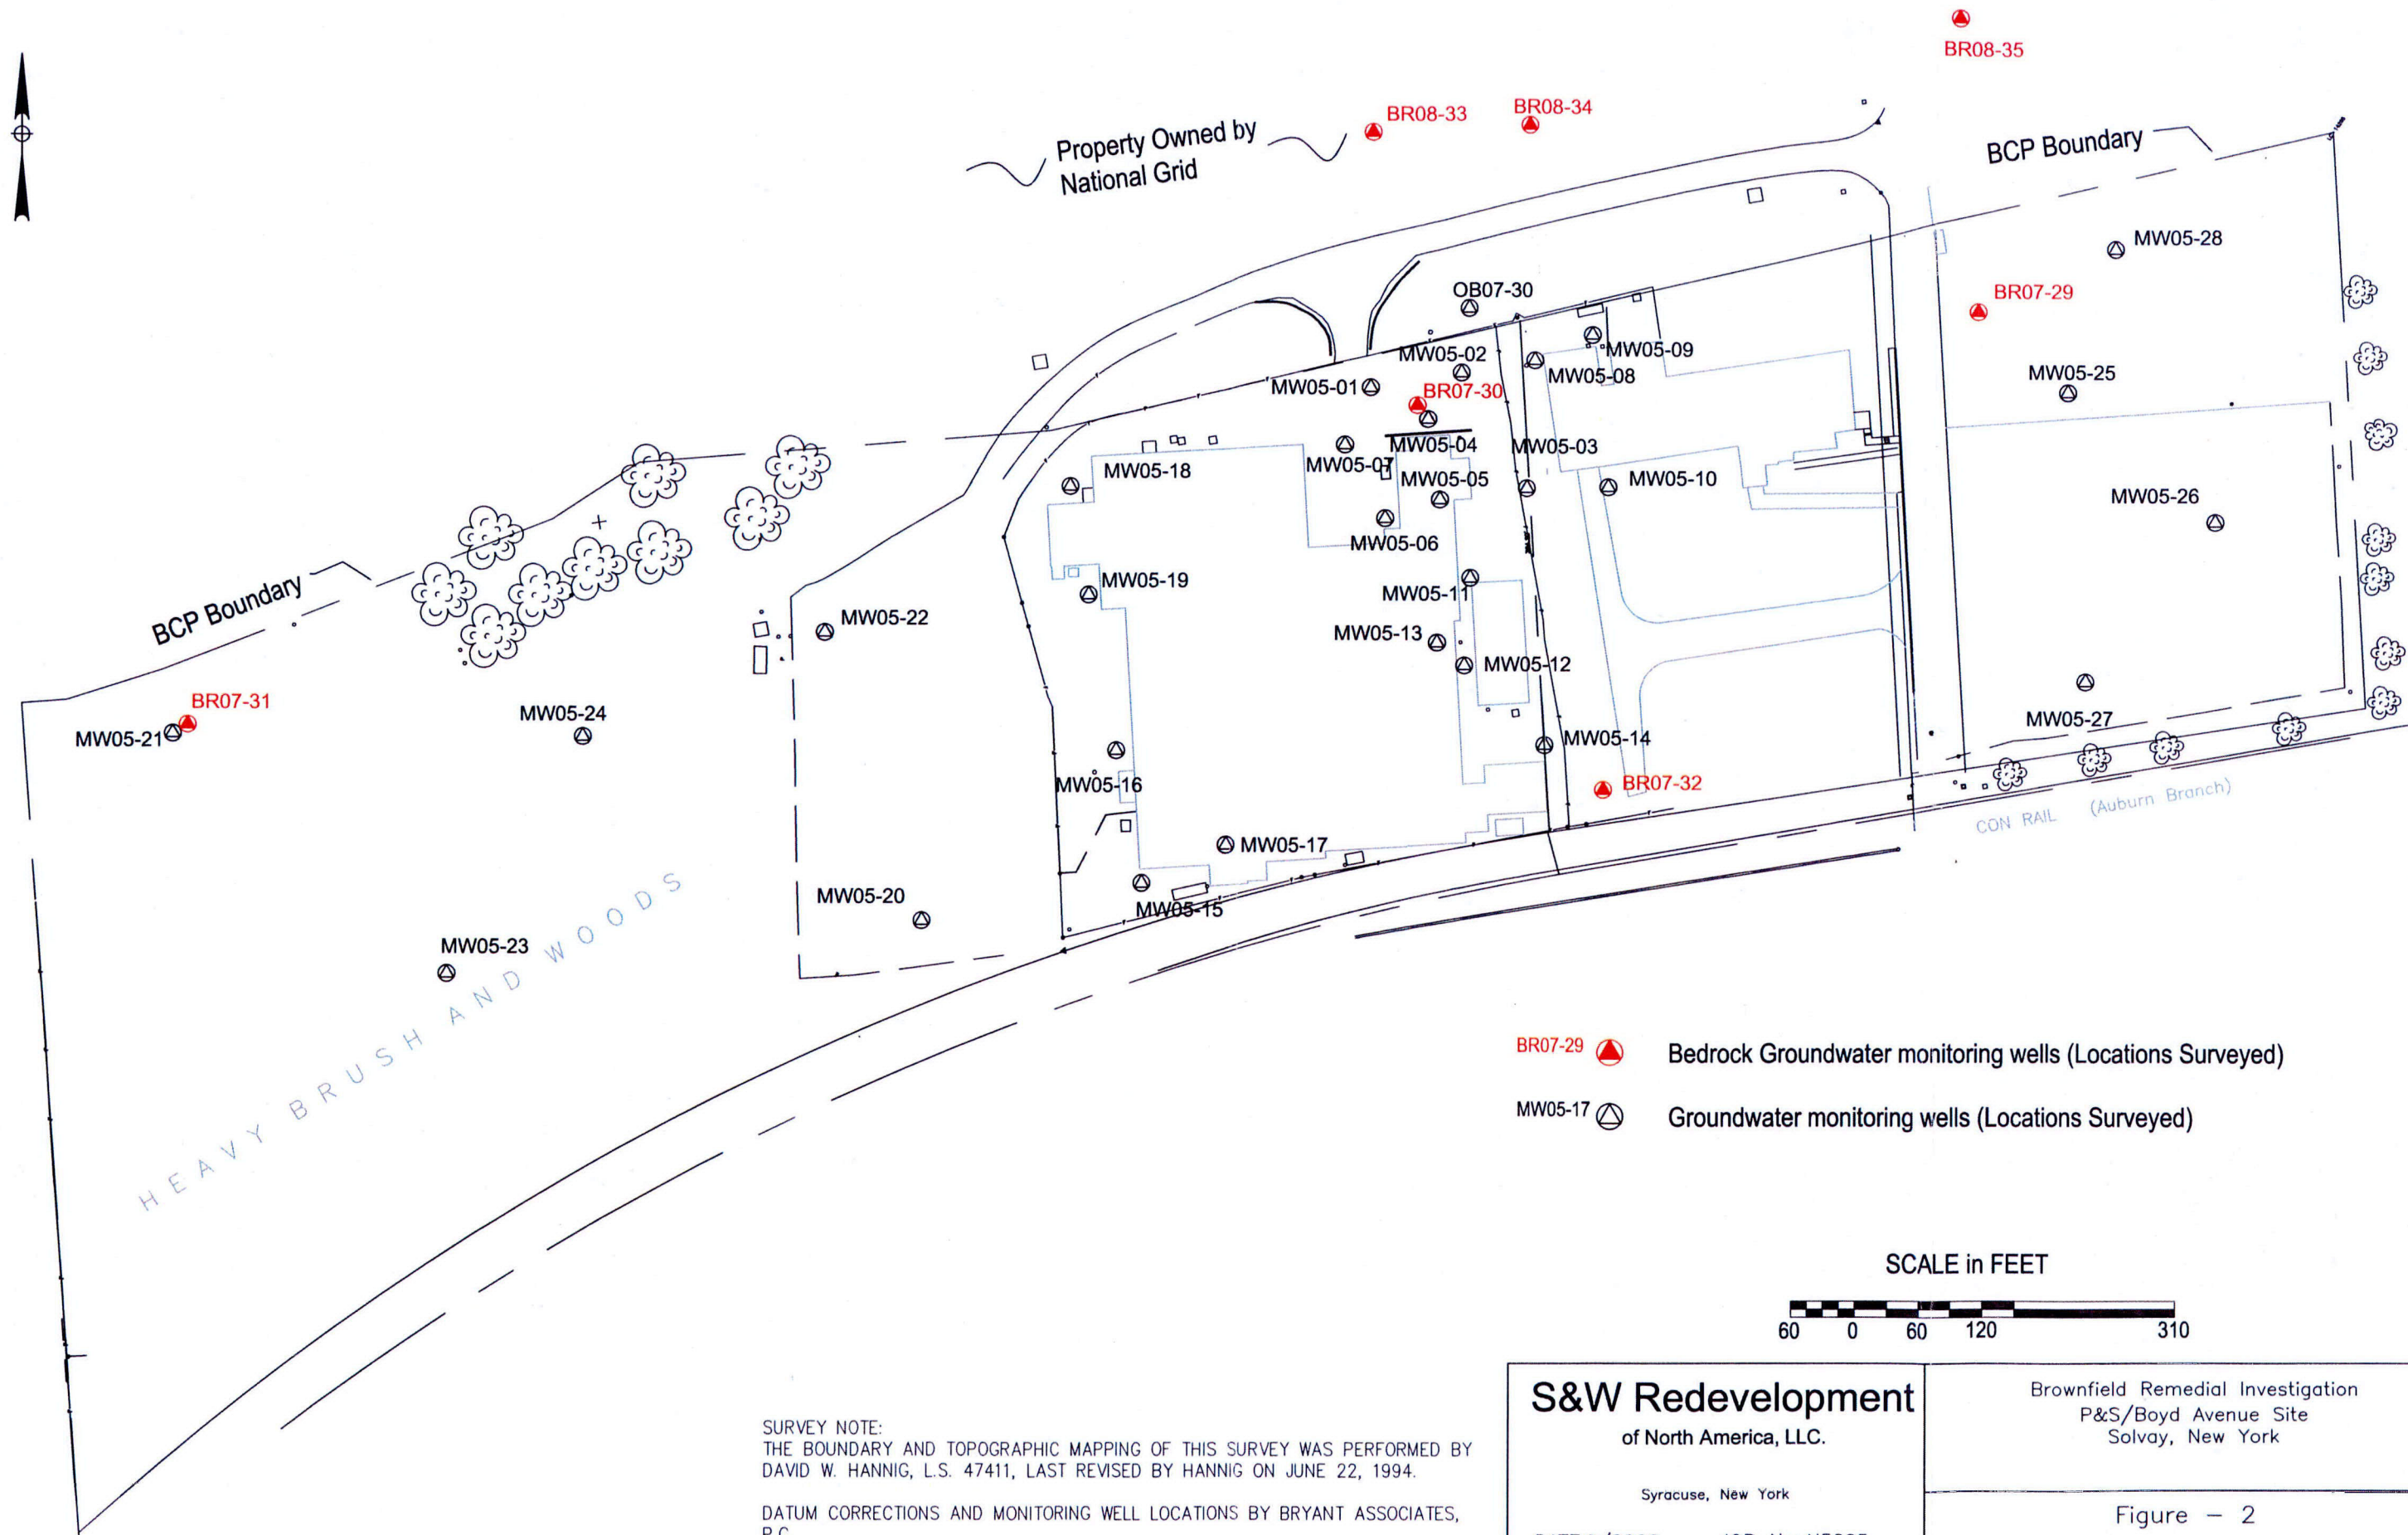 BR08-35
BR08-33
BR08-34
Property Owned by
National Grid
BCP Boundary
MW05-28
BR07-29
OB07-30
MW05-09
MW05-02
MW05-08
MW05-01
BR07-30
MW05-25
MW05-04
MW05-03
MW05-07
MW05-18
MW05-05
MW05-10
MW05-26
MW05-06
BCP Boundary
MW05-19
MW05-11
MW05-22
MW05-13
MW05-12
BR07-31
MW05-24
MW05-21
MW05-27
MW05-14
MW05-16
BR07-32
CON RAIL (Auburn Branch)
MW05-17
MW05-20
MW05-15
MW05-23
HEAVY BRUSH AND WOODS
BR07-29 Bedrock Groundwater monitoring wells (Locations Surveyed)
MW05-17 Groundwater monitoring wells (Locations Surveyed)
SCALE in FEET
60 0 60 120 310
SURVEY NOTE:
THE BOUNDARY AND TOPOGRAPHIC MAPPING OF THIS SURVEY WAS PERFORMED BY
DAVID W. HANNIG, L.S. 47411, LAST REVISED BY HANNIG ON JUNE 22, 1994.
DATUM CORRECTIONS AND MONITORING WELL LOCATIONS BY BRYANT ASSOCIATES,
P.C.
S&W Redevelopment
of North America, LLC.
Syracuse, New York
Brownfield Remedial Investigation
P&S/Boyd Avenue Site
Solvay, New York
Figure - 2